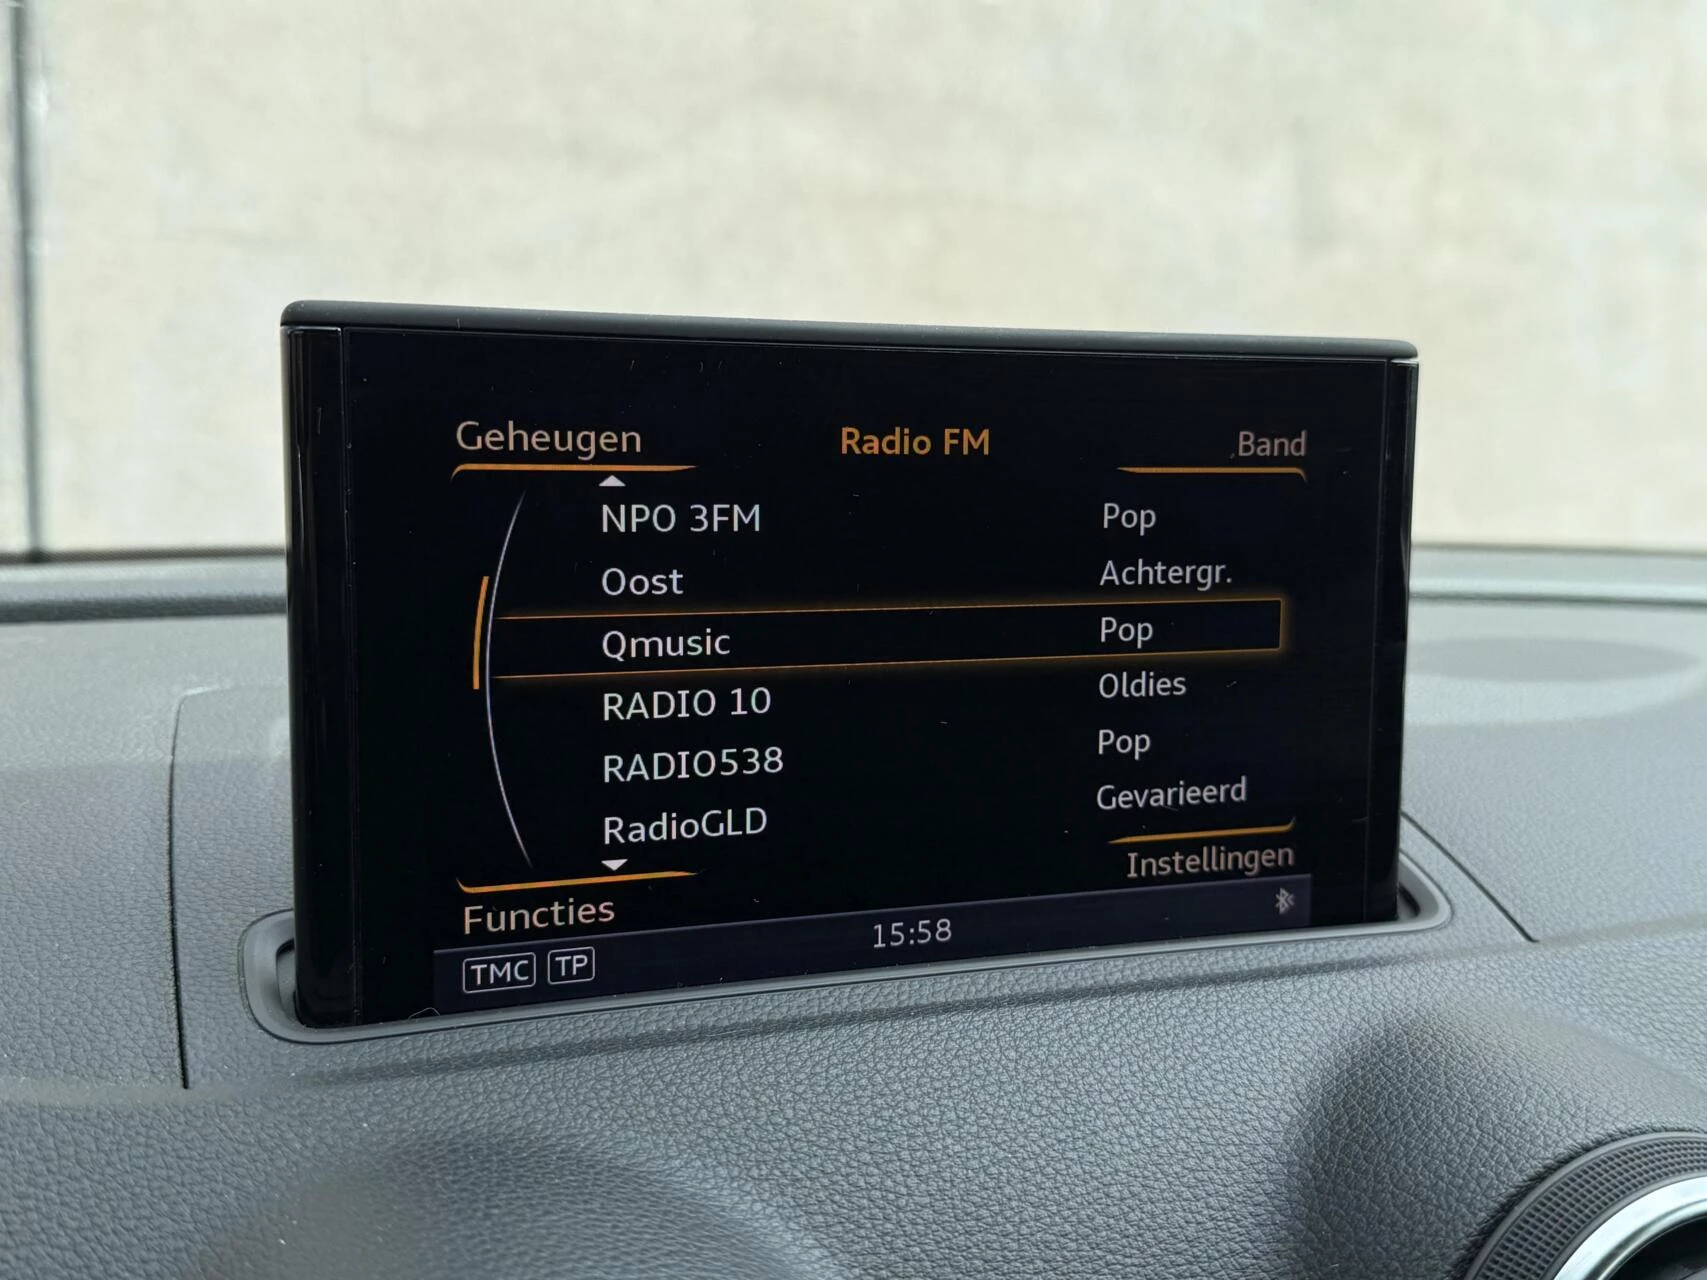 Geheugen Radio FM Band
NPO 3FM Pop
Oost Achtergr.
Qmusic Pop
RADIO 10 Oldies
RADIO538 Pop
RadioGLD Gevarieerd
Functies Instellingen
TMC TP 15:58